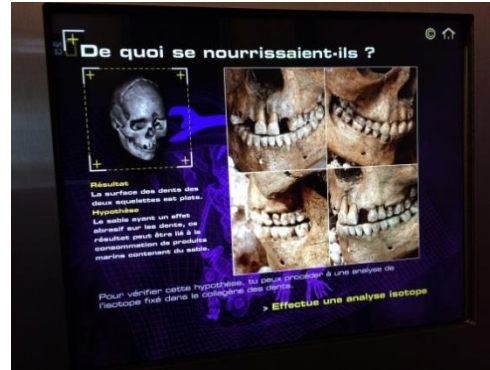 De quoi se nourrissaient-ils ?
©
Résultat
La surface des dents des
deux squelettes est plate.
Hypothèse
Le sable ayant un effet
abrasif sur les dents, ce
résultat peut être lié à la
consommation de produits
marins contenant du sable.
Pour vérifier cette hypothèse, tu peux procéder à une analyse de
l'isotope fixé dans le collagène des dents.
> Effectue une analyse isotope